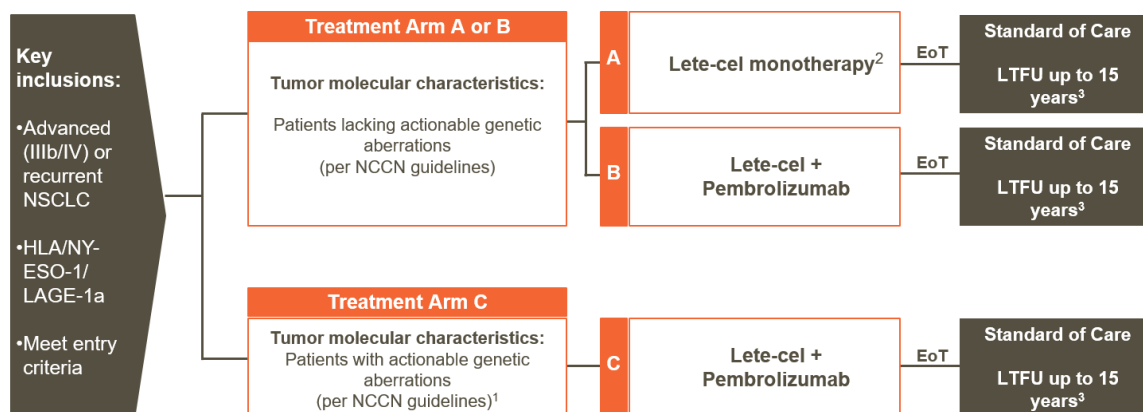 Key
inclusions:
•Advanced
(IIIb/IV) or
recurrent
NSCLC
•HLA/NY-
ESO-1/
LAGE-1a
•Meet entry
criteria
Treatment Arm A or B
Tumor molecular characteristics:
Patients lacking actionable genetic
aberrations
(per NCCN guidelines)
A
Lete-cel monotherapy²
EoT
Standard of Care
LTFU up to 15
years³
B
Lete-cel +
Pembrolizumab
EoT
Standard of Care
LTFU up to 15
years³
Treatment Arm C
Tumor molecular characteristics:
Patients with actionable genetic
aberrations
(per NCCN guidelines)¹
C
Lete-cel +
Pembrolizumab
EoT
Standard of Care
LTFU up to 15
years³